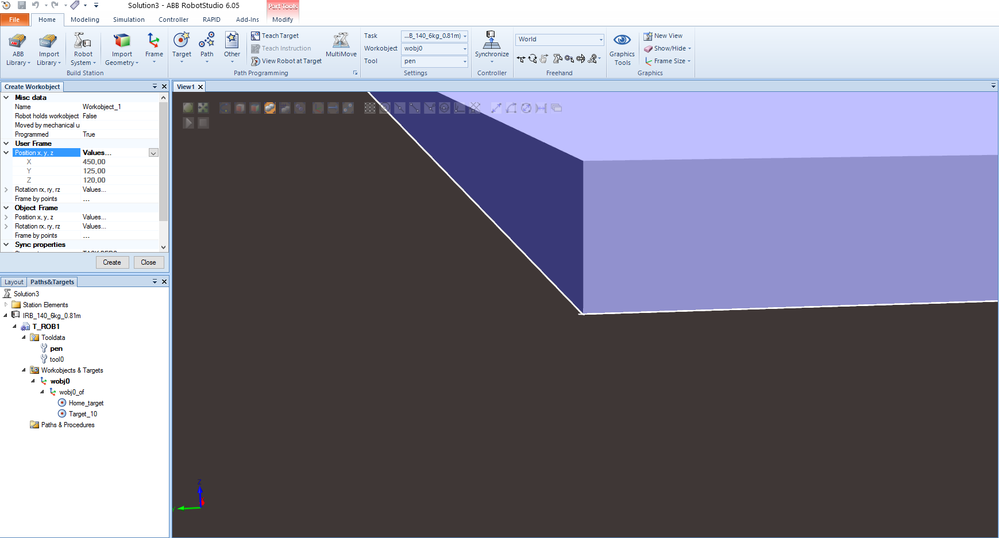 Solution3 - ABB RobotStudio 6.05
Part Tools
File Home Modeling Simulation Controller RAPID Add-Ins Modify
ABB Library
Import Library
Robot System
Import Geometry
Frame
Build Station
Target
Path
Other
Teach Target
Teach Instruction
View Robot at Target
MultiMove
Path Programming
Task ...B_140_6kg_0.81m)
Workobject wobj0
Tool pen
Settings
Synchronize
Controller
World
Freehand
Graphics Tools
New View
Show/Hide
Frame Size
Graphics
Create Workobject
Misc data
Name Workobject_1
Robot holds workobject False
Moved by mechanical u
Programmed True
User Frame
Position x, y, z Values...
X 450,00
Y 125,00
Z 120,00
Rotation rx, ry, rz Values...
Frame by points ...
Object Frame
Position x, y, z Values...
Rotation rx, ry, rz Values...
Frame by points ...
Sync properties
Create Close
Layout Paths&Targets
Solution3
Station Elements
IRB_140_6kg_0.81m
T_ROB1
Tooldata
pen
tool0
Workobjects & Targets
wobj0
wobj0_of
Home_target
Target_10
Paths & Procedures
View1
Z
Y